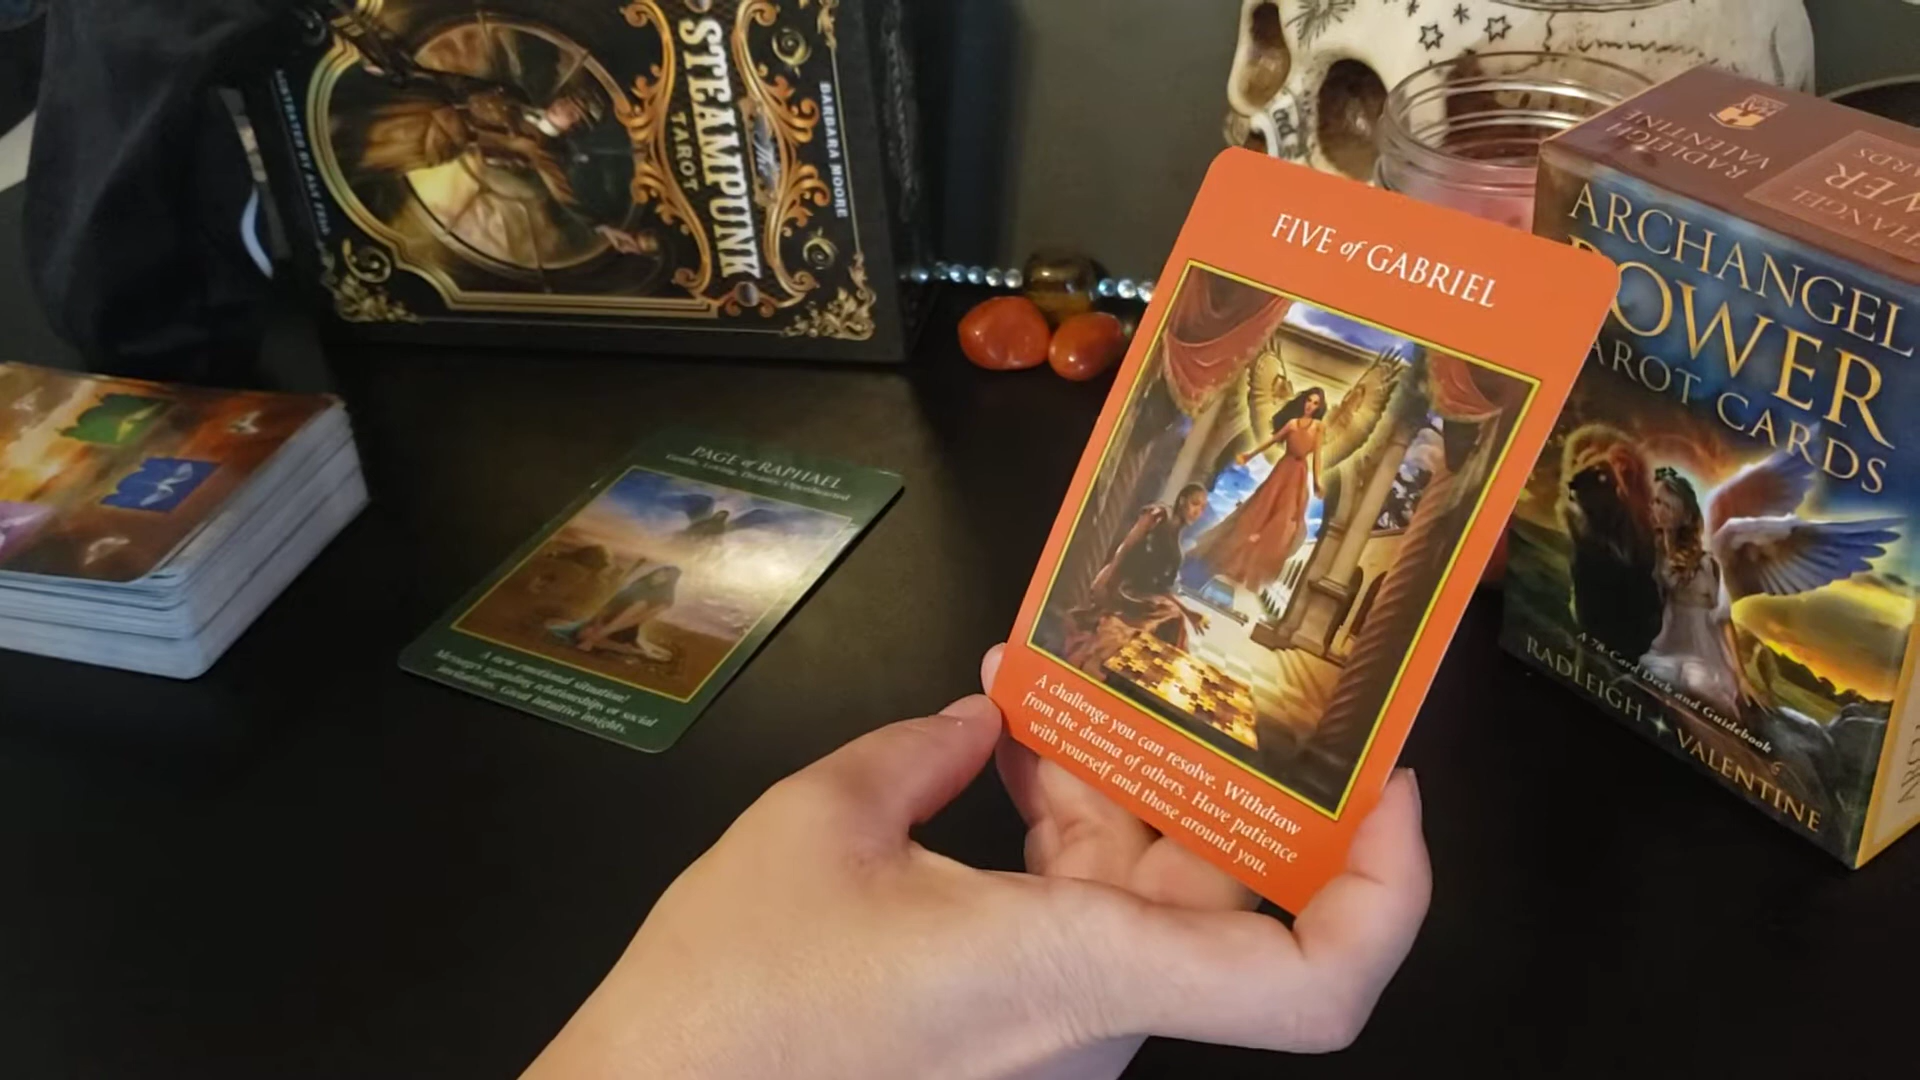 STEAMPUNK
TAROT
BARBARA MOORE
ILLUSTRATED BY ALY FELL
PAGE of RAPHAEL
Gentle. Loving. Dreamy. Openhearted
A new emotional situation!
Messages regarding relationships or social
invitations. Great intuitive insights.
FIVE of GABRIEL
A challenge you can resolve. Withdraw
from the drama of others. Have patience
with yourself and those around you.
HAY
RADLEIGH
VALENTINE
ARCHANGEL
POWER
TAROT CARDS
A 78-Card Deck and Guidebook
RADLEIGH VALENTINE